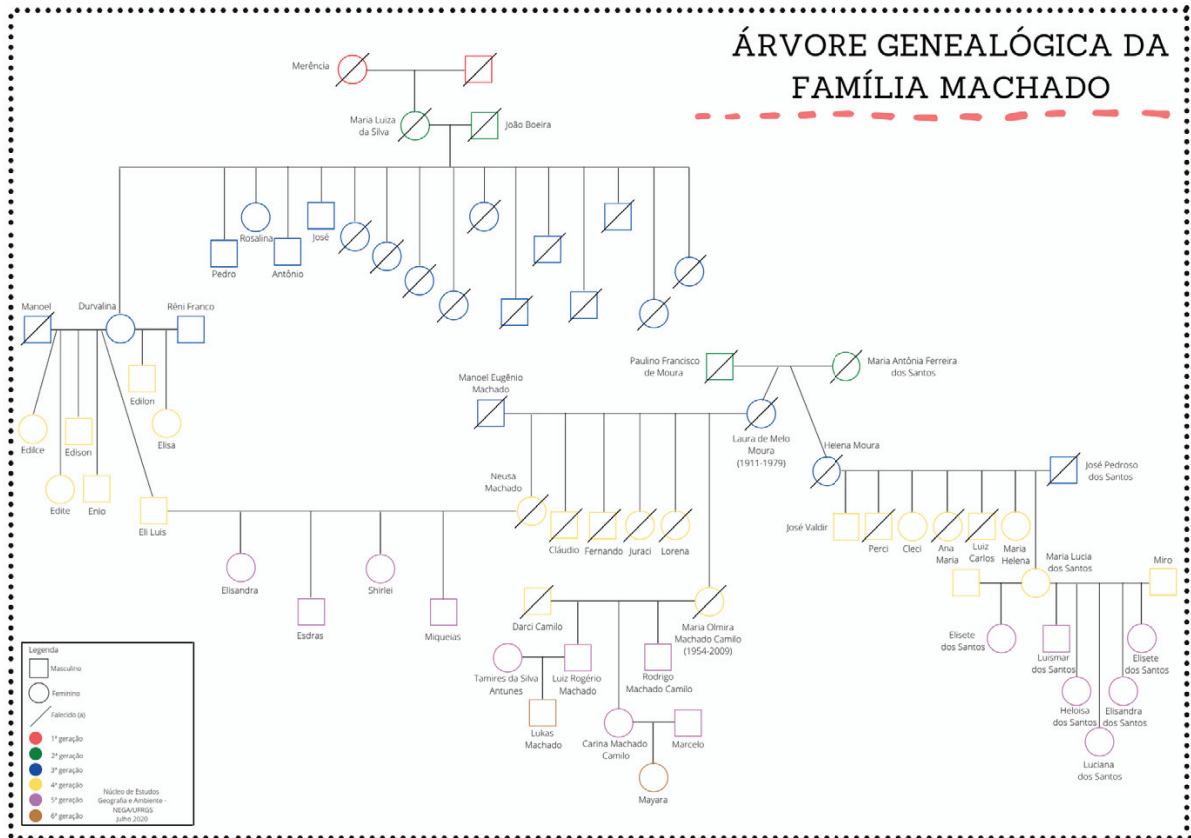 ÁRVORE GENEALÓGICA DA
FAMÍLIA MACHADO
Merência
Maria Luiza
da Silva
João Boeira
Rosalina
José
Pedro
Antônio
Manoel
Durvalina
Rêni Franco
Edilon
Edilce
Edison
Elisa
Edite
Enio
Eli Luis
Paulino Francisco
de Moura
Maria Antônia Ferreira
dos Santos
Manoel Eugênio
Machado
Laura de Melo
Moura
(1911-1979)
Helena Moura
José Pedroso
dos Santos
Neusa
Machado
Cláudio
Fernando
Juraci
Lorena
José Valdir
Perci
Cleci
Ana
Maria
Luiz
Carlos
Maria
Helena
Maria Lucia
dos Santos
Miro
Elisandra
Esdras
Shirlei
Miqueias
Darci Camilo
Maria Olmira
Machado Camilo
(1954-2009)
Elisete
dos Santos
Luismar
dos Santos
Elisete
dos Santos
Heloisa
dos Santos
Elisandra
dos Santos
Luciana
dos Santos
Tamires da Silva
Antunes
Luiz Rogério
Machado
Rodrigo
Machado Camilo
Lukas
Machado
Carina Machado
Camilo
Marcelo
Mayara
Legenda
Masculino
Feminino
Falecido (a)
1ª geração
2ª geração
3ª geração
4ª geração
5ª geração
6ª geração
Núcleo de Estudos
Geografia e Ambiente -
NEGA/UFRGS
Julho 2020